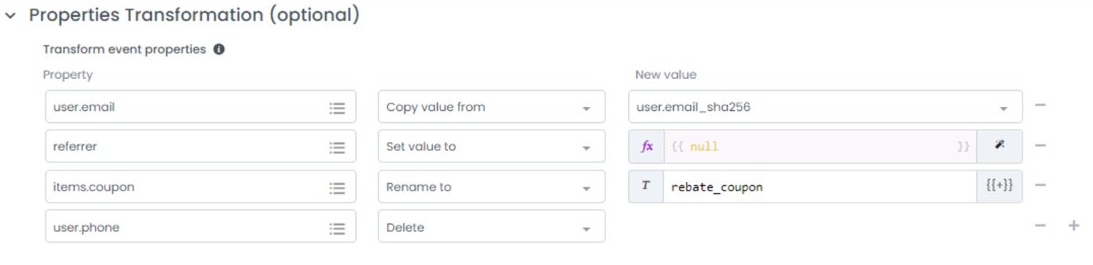 Properties Transformation (optional)
Transform event properties
Property New value
user.email Copy value from user.email_sha256
referrer Set value to fx {{ null }}
items.coupon Rename to T rebate_coupon {{+}}
user.phone Delete